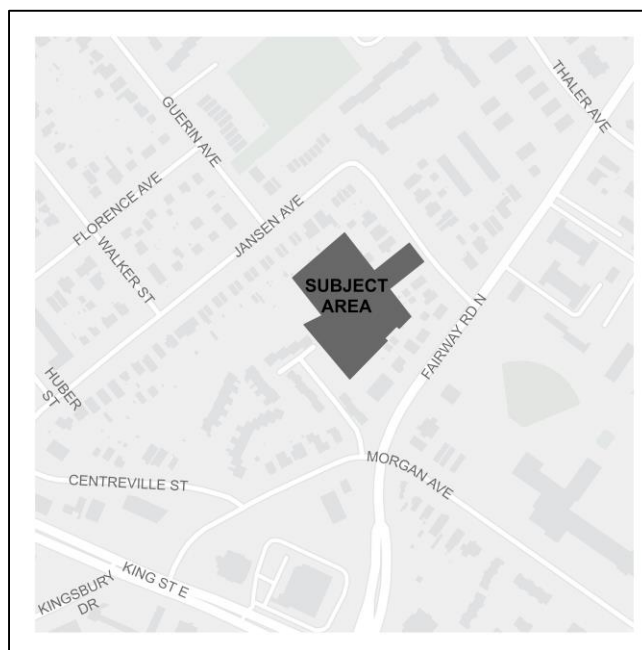 THALER AVE
GUERIN AVE
FLORENCE AVE
JANSEN AVE
WALKER ST
SUBJECT
AREA
FAIRWAY RD N
HUBER
ST
MORGAN AVE
CENTREVILLE ST
KING ST E
KINGSBURY
DR